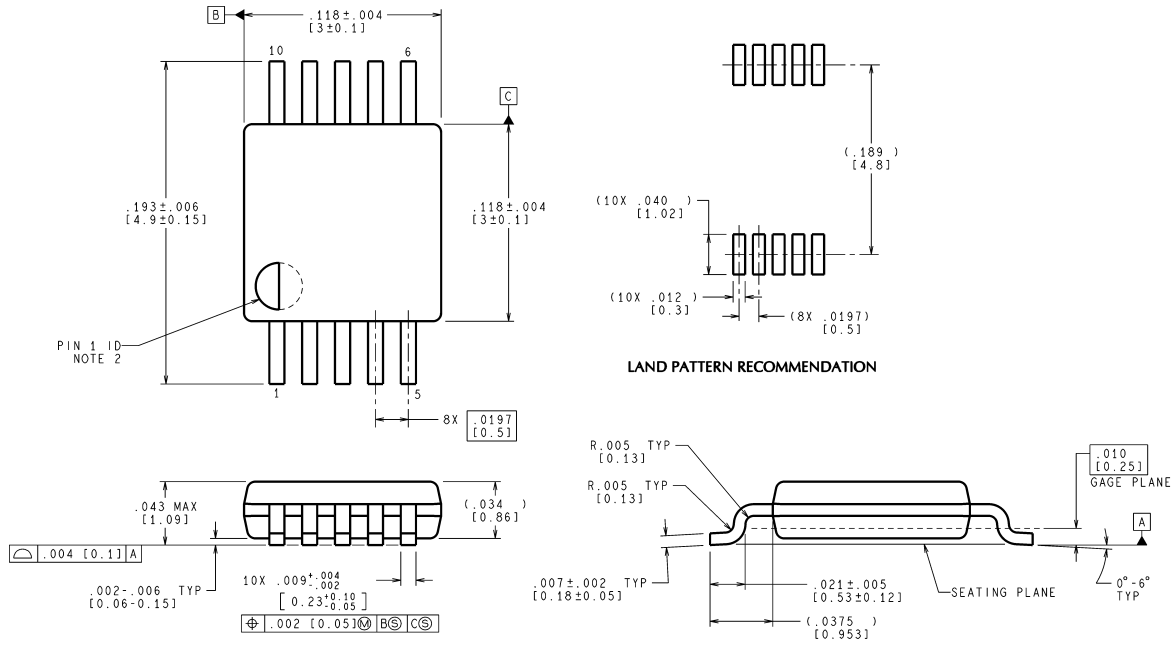 B
.118±.004
[3±0.1]
10
6
C
.193±.006
[4.9±0.15]
.118±.004
[3±0.1]
PIN 1 ID
NOTE 2
1
5
8X .0197
[0.5]
(.189 )
[4.8]
(10X .040 )
[1.02]
(10X .012 )
[0.3]
(8X .0197)
[0.5]
LAND PATTERN RECOMMENDATION
.043 MAX
[1.09]
(.034 )
[0.86]
⌓ .004 [0.1] A
.002-.006 TYP
[0.06-0.15]
10X .009+.004
-.002
[0.23+0.10
-0.05]
⌖ .002 [0.05]Ⓜ BⓈ CⓈ
R.005 TYP
[0.13]
R.005 TYP
[0.13]
.010
[0.25]
GAGE PLANE
A
.007±.002 TYP
[0.18±0.05]
.021±.005
[0.53±0.12]
SEATING PLANE
0°-6°
TYP
(.0375 )
[0.953]